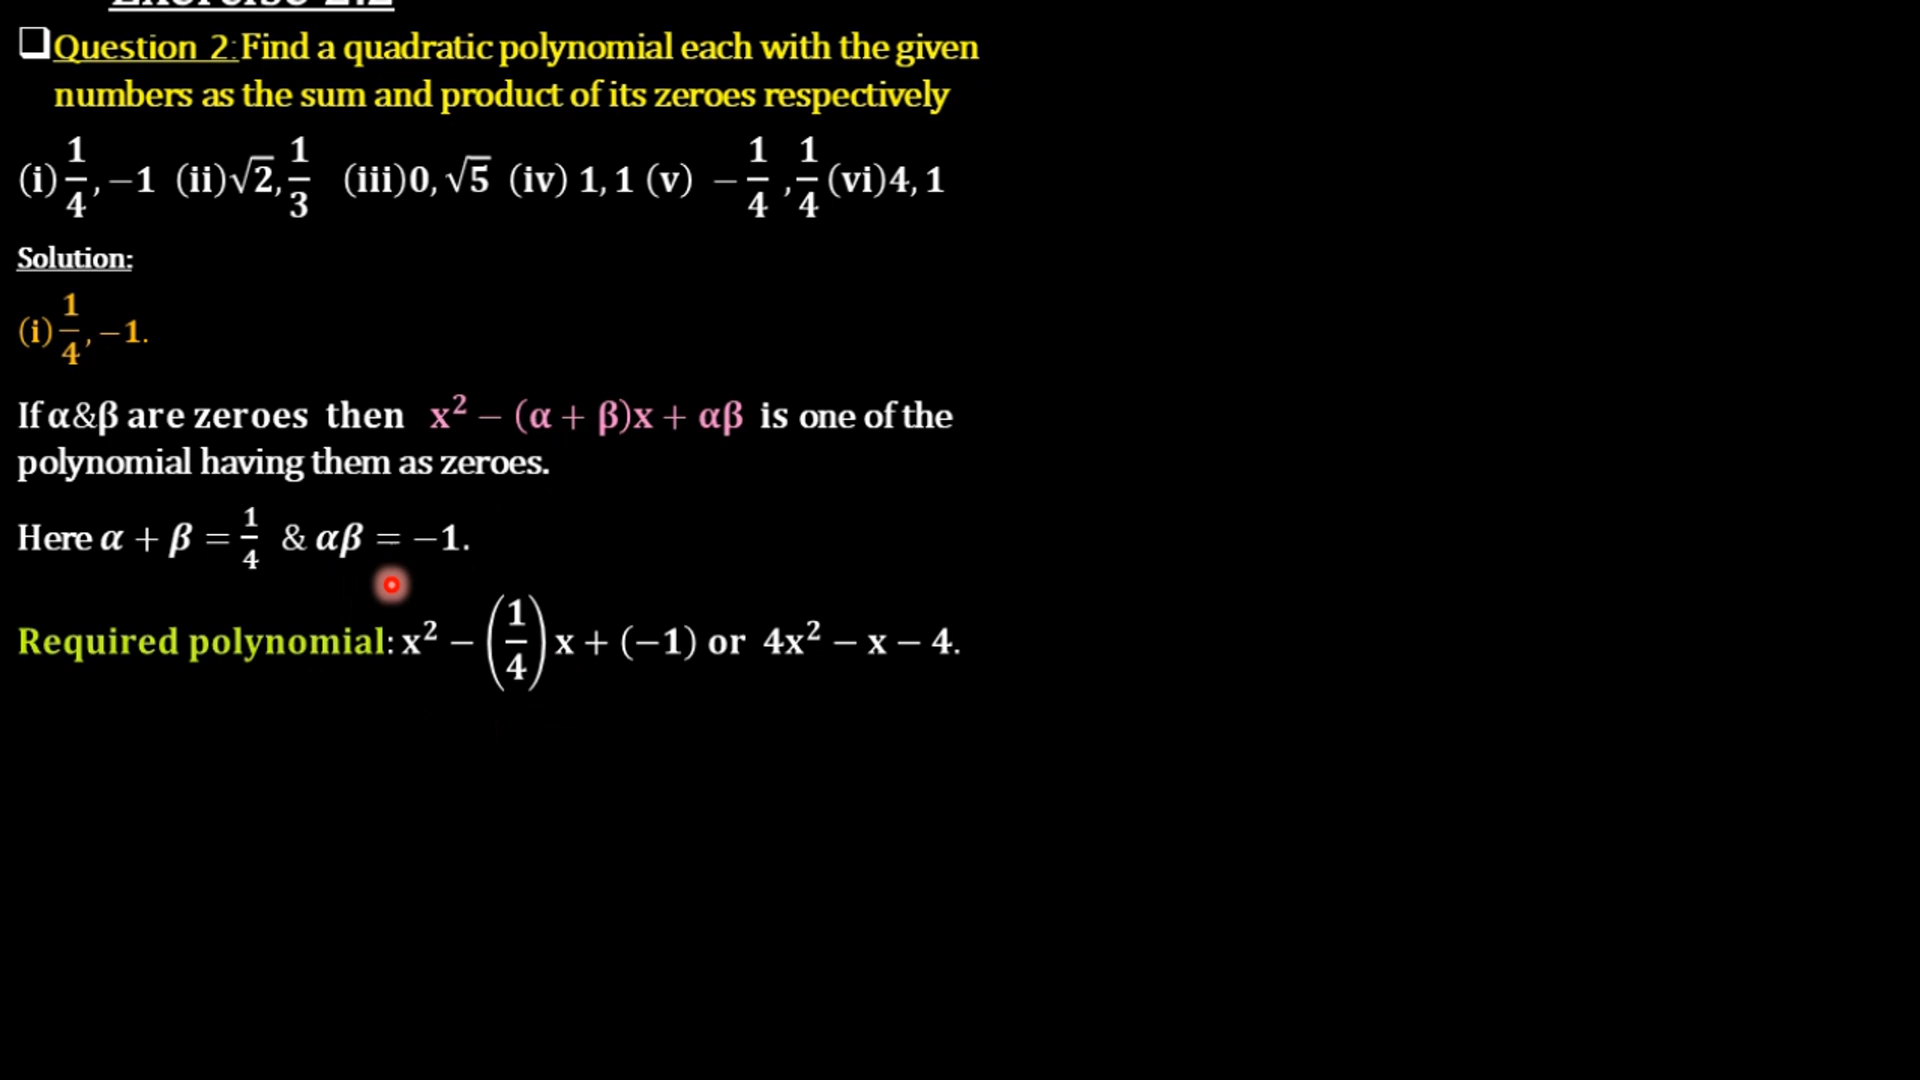 Exercise 2.2
❑Question 2:Find a quadratic polynomial each with the given
numbers as the sum and product of its zeroes respectively
(i) 1/4, −1 (ii)√2, 1/3 (iii)0, √5 (iv) 1, 1 (v) − 1/4 , 1/4 (vi)4, 1
Solution:
(i) 1/4, −1.
If α&β are zeroes then x² − (α + β)x + αβ is one of the
polynomial having them as zeroes.
Here α + β = 1/4 & αβ = −1.
Required polynomial: x² − (1/4) x + (−1) or 4x² − x − 4.